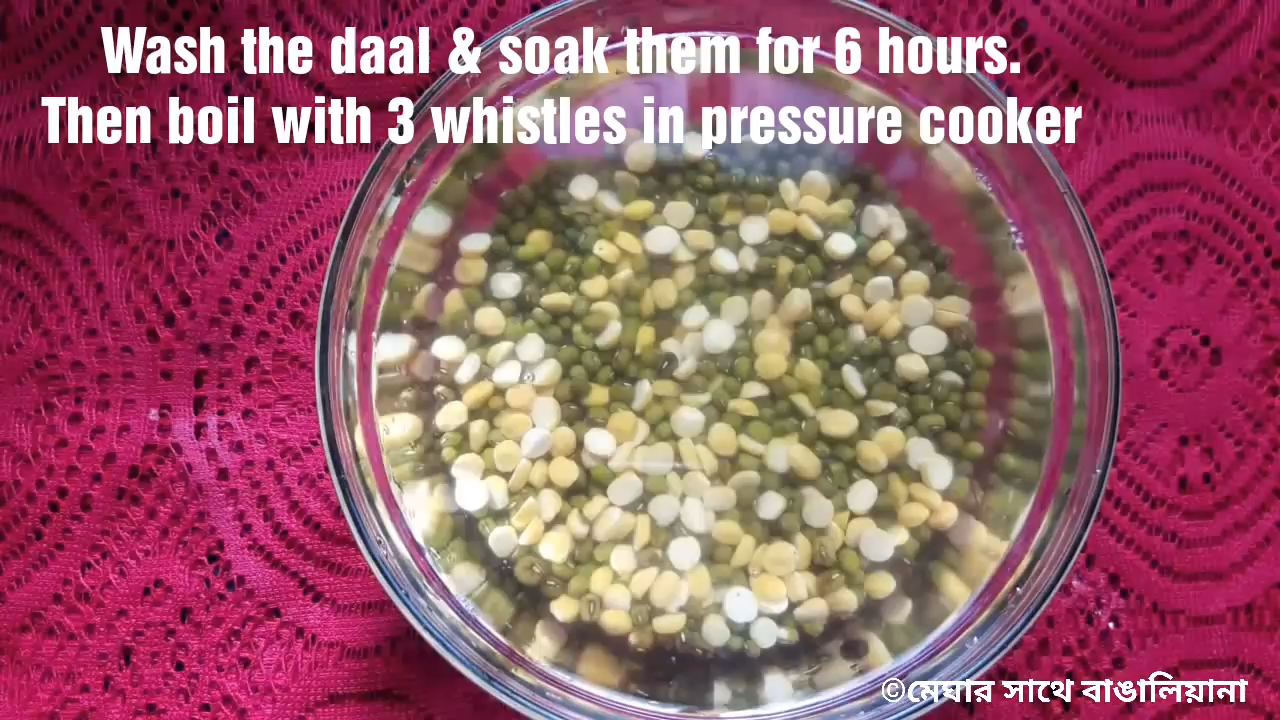 Wash the daal & soak them for 6 hours.
Then boil with 3 whistles in pressure cooker
©মেঘার সাথে বাঙালিয়ানা